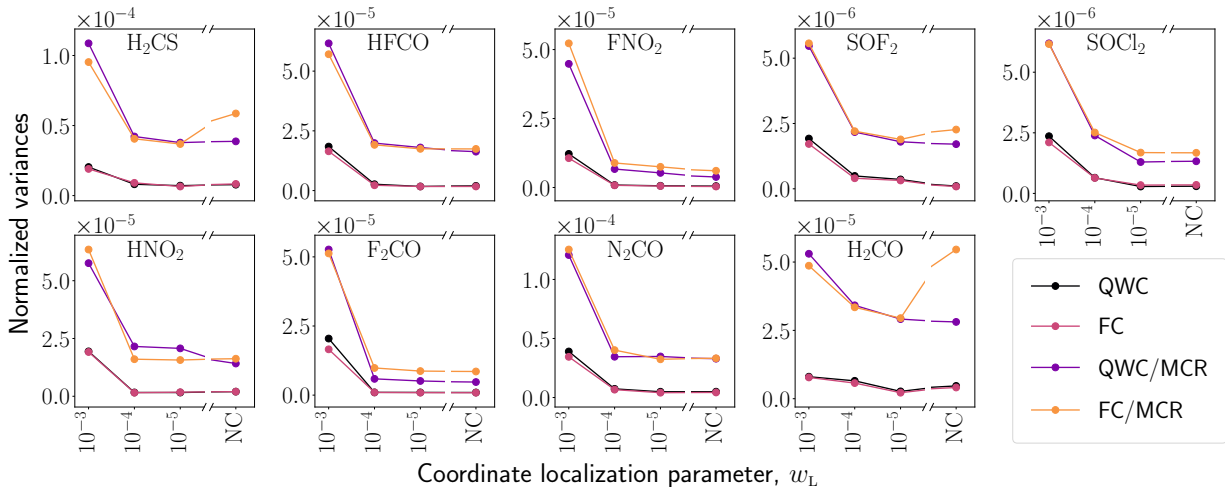 ×10⁻⁴
×10⁻⁵
×10⁻⁵
×10⁻⁶
×10⁻⁶
H₂CS
HFCO
FNO₂
SOF₂
SOCl₂
1.0
0.5
0.0
5.0
2.5
0.0
5.0
2.5
0.0
5.0
2.5
0.0
5.0
2.5
0.0
10⁻³
10⁻⁴
10⁻⁵
NC
Normalized variances
×10⁻⁵
×10⁻⁵
×10⁻⁴
×10⁻⁵
HNO₂
F₂CO
N₂CO
H₂CO
5.0
2.5
0.0
5.0
2.5
0.0
1.0
0.5
0.0
5.0
2.5
0.0
10⁻³
10⁻⁴
10⁻⁵
NC
10⁻³
10⁻⁴
10⁻⁵
NC
10⁻³
10⁻⁴
10⁻⁵
NC
10⁻³
10⁻⁴
10⁻⁵
NC
QWC
FC
QWC/MCR
FC/MCR
Coordinate localization parameter, w_L